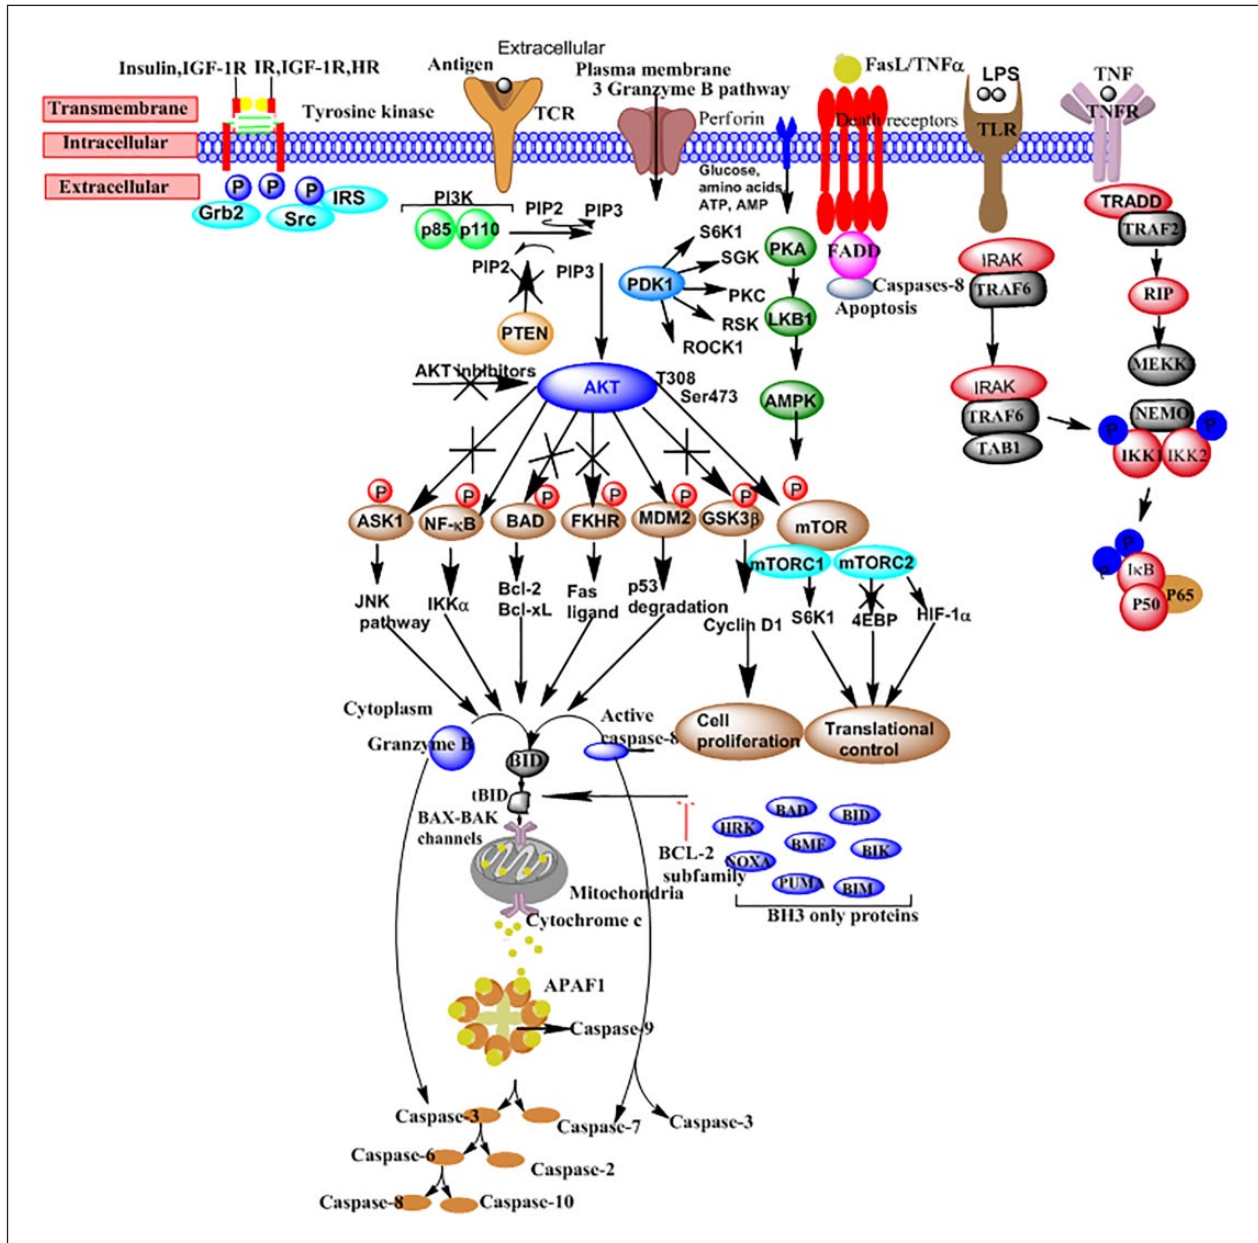 Extracellular
Insulin,IGF-1R IR,IGF-1R,HR
Antigen
Plasma membrane
3 Granzyme B pathway
FasL/TNFα
LPS
TNF
Transmembrane
Tyrosine kinase
TCR
Perforin
Death receptors
TLR
TNFR
Intracellular
Extracellular
P
P
P
IRS
Grb2
Src
PI3K
p85
p110
PIP2
PIP3
PIP2
PIP3
PTEN
Glucose,
amino acids,
ATP, AMP
S6K1
SGK
PDK1
PKC
RSK
ROCK1
PKA
LKB1
AMPK
FADD
Caspases-8
Apoptosis
IRAK
TRAF6
IRAK
TRAF6
TAB1
TRADD
TRAF2
RIP
MEKK
NEMO
P
P
IKK1
IKK2
P
P
IκB
P50
P65
AKT inhibitors
AKT
T308
Ser473
P
P
P
P
P
P
P
ASK1
NF-κB
BAD
FKHR
MDM2
GSK3β
mTOR
mTORC1
mTORC2
JNK
pathway
IKKα
Bcl-2
Bcl-xL
Fas
ligand
p53
degradation
Cyclin D1
S6K1
4EBP
HIF-1α
Cytoplasm
Granzyme B
BID
Active
caspase-8
Cell
proliferation
Translational
control
tBID
BAX-BAK
channels
Mitochondria
Cytochrome c
BCL-2
subfamily
HRK
BAD
BID
BMF
BIK
NOXA
PUMA
BIM
BH3 only proteins
APAF1
Caspase-9
Caspase-3
Caspase-7
Caspase-3
Caspase-6
Caspase-2
Caspase-8
Caspase-10